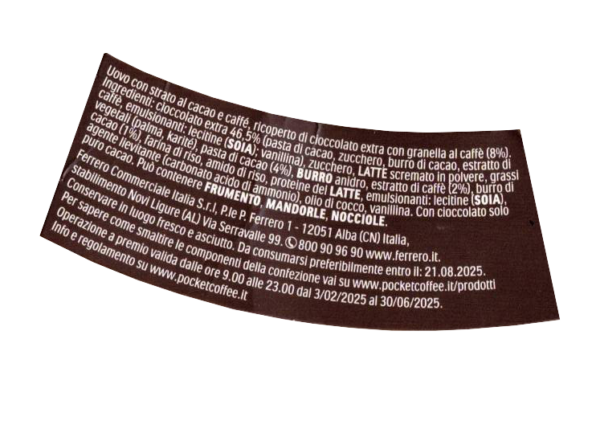 Uovo con strato al cacao e caffè, ricoperto di cioccolato extra con granella al caffè (8%).
Ingredienti: cioccolato extra 46,5% (pasta di cacao, zucchero, burro di cacao, estratto di
caffè, emulsionanti: lecitine (SOIA), vanillina), zucchero, LATTE scremato in polvere, grassi
vegetali (palma, karité), pasta di cacao (4%), BURRO anidro, estratto di caffè (2%), burro di
cacao (1%), farina di riso, amido di riso, proteine del LATTE, emulsionanti: lecitine (SOIA),
agente lievitante (carbonato acido di ammonio), olio di cocco, vanillina. Con cioccolato solo
puro cacao. Può contenere FRUMENTO, MANDORLE, NOCCIOLE.
Ferrero Commerciale Italia S.r.l., P.le P. Ferrero 1 - 12051 Alba (CN) Italia,
stabilimento Novi Ligure (AL) Via Serravalle 99. 800 90 96 90 www.ferrero.it.
Conservare in luogo fresco e asciutto. Da consumarsi preferibilmente entro il: 21.08.2025.
Per sapere come smaltire le componenti della confezione vai su www.pocketcoffee.it/prodotti
Operazione a premio valida dalle ore 9.00 alle 23.00 dal 3/02/2025 al 30/06/2025.
Info e regolamento su www.pocketcoffee.it